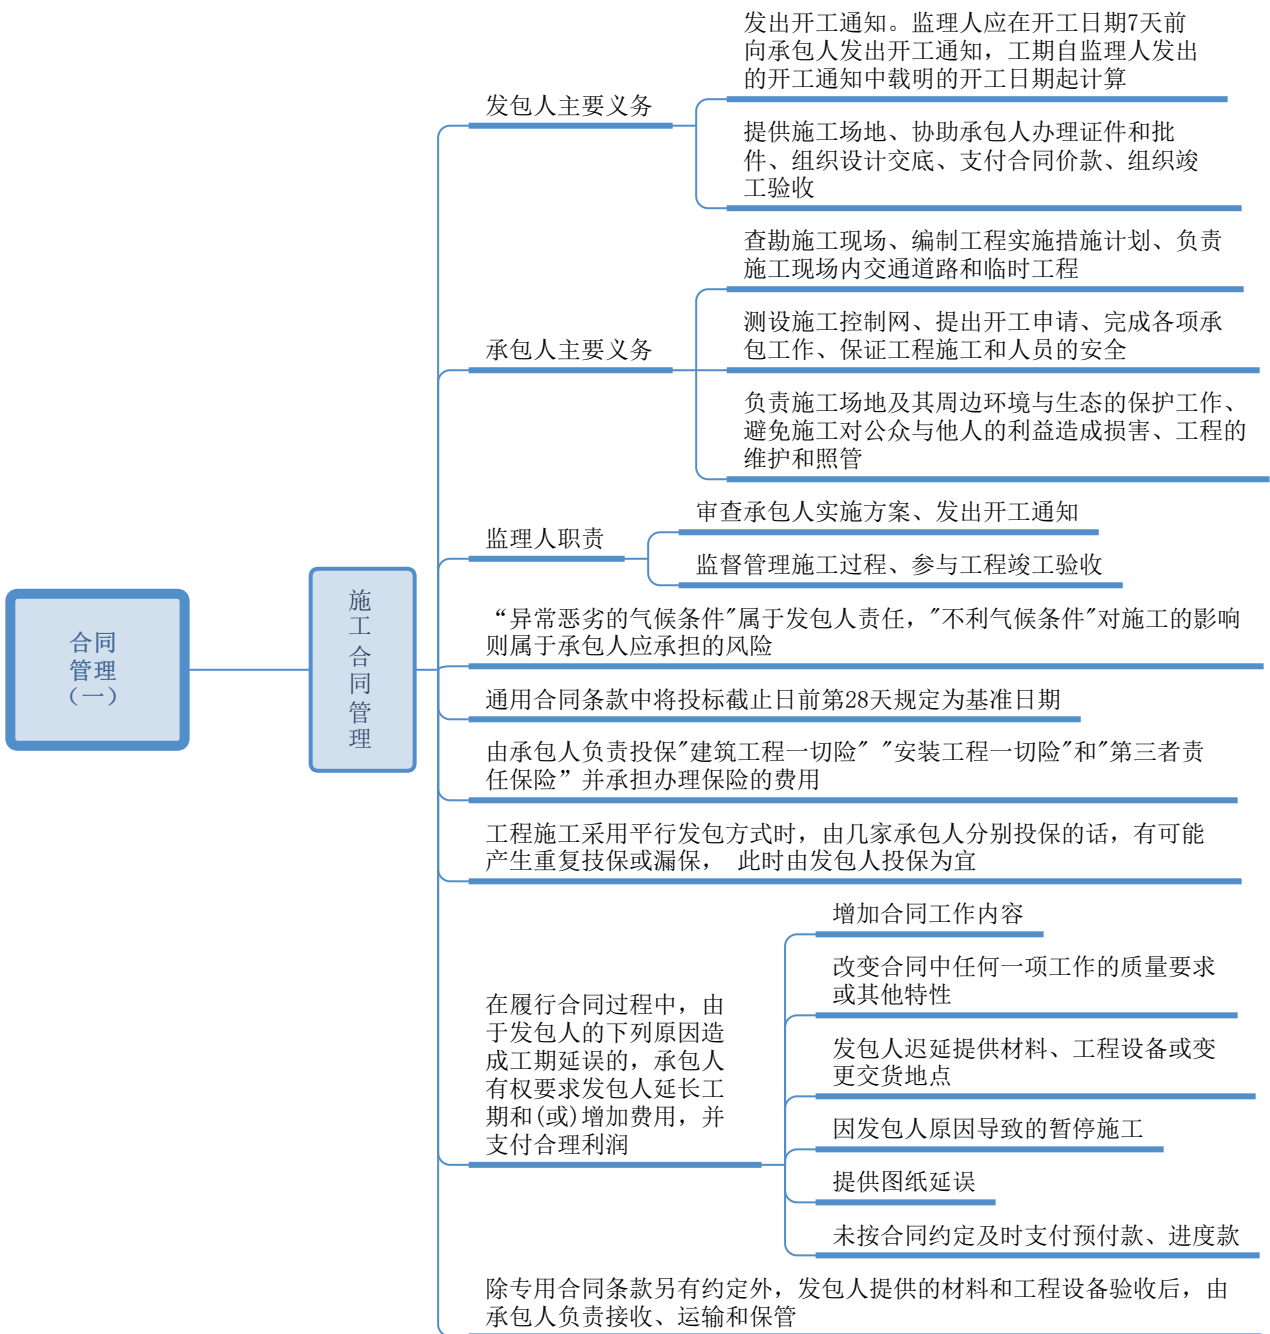 合同
管理
（一）
施
工
合
同
管
理
发包人主要义务
发出开工通知。监理人应在开工日期7天前
向承包人发出开工通知，工期自监理人发出
的开工通知中载明的开工日期起计算
提供施工场地、协助承包人办理证件和批
件、组织设计交底、支付合同价款、组织竣
工验收
承包人主要义务
查勘施工现场、编制工程实施措施计划、负责
施工现场内交通道路和临时工程
测设施工控制网、提出开工申请、完成各项承
包工作、保证工程施工和人员的安全
负责施工场地及其周边环境与生态的保护工作、
避免施工对公众与他人的利益造成损害、工程的
维护和照管
监理人职责
审查承包人实施方案、发出开工通知
监督管理施工过程、参与工程竣工验收
“异常恶劣的气候条件"属于发包人责任，"不利气候条件"对施工的影响
则属于承包人应承担的风险
通用合同条款中将投标截止日前第28天规定为基准日期
由承包人负责投保"建筑工程一切险" "安装工程一切险"和"第三者责
任保险”并承担办理保险的费用
工程施工采用平行发包方式时，由几家承包人分别投保的话，有可能
产生重复技保或漏保， 此时由发包人投保为宜
在履行合同过程中，由
于发包人的下列原因造
成工期延误的，承包人
有权要求发包人延长工
期和(或)增加费用，并
支付合理利润
增加合同工作内容
改变合同中任何一项工作的质量要求
或其他特性
发包人迟延提供材料、工程设备或变
更交货地点
因发包人原因导致的暂停施工
提供图纸延误
未按合同约定及时支付预付款、进度款
除专用合同条款另有约定外，发包人提供的材料和工程设备验收后，由
承包人负责接收、运输和保管